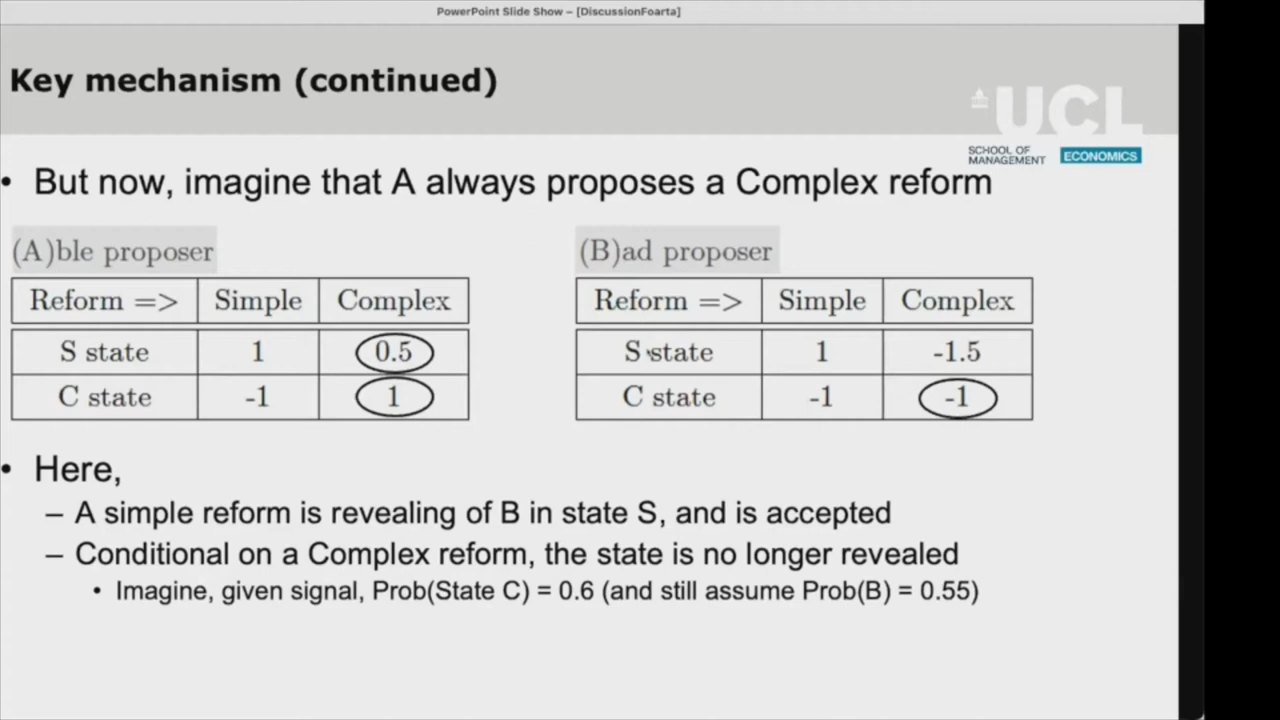 PowerPoint Slide Show – [DiscussionFoarta]
Key mechanism (continued)
UCL
SCHOOL OF
MANAGEMENT
ECONOMICS
• But now, imagine that A always proposes a Complex reform
(A)ble proposer
Reform => Simple Complex
S state 1 0.5
C state -1 1
(B)ad proposer
Reform => Simple Complex
S state 1 -1.5
C state -1 -1
• Here,
– A simple reform is revealing of B in state S, and is accepted
– Conditional on a Complex reform, the state is no longer revealed
• Imagine, given signal, Prob(State C) = 0.6 (and still assume Prob(B) = 0.55)